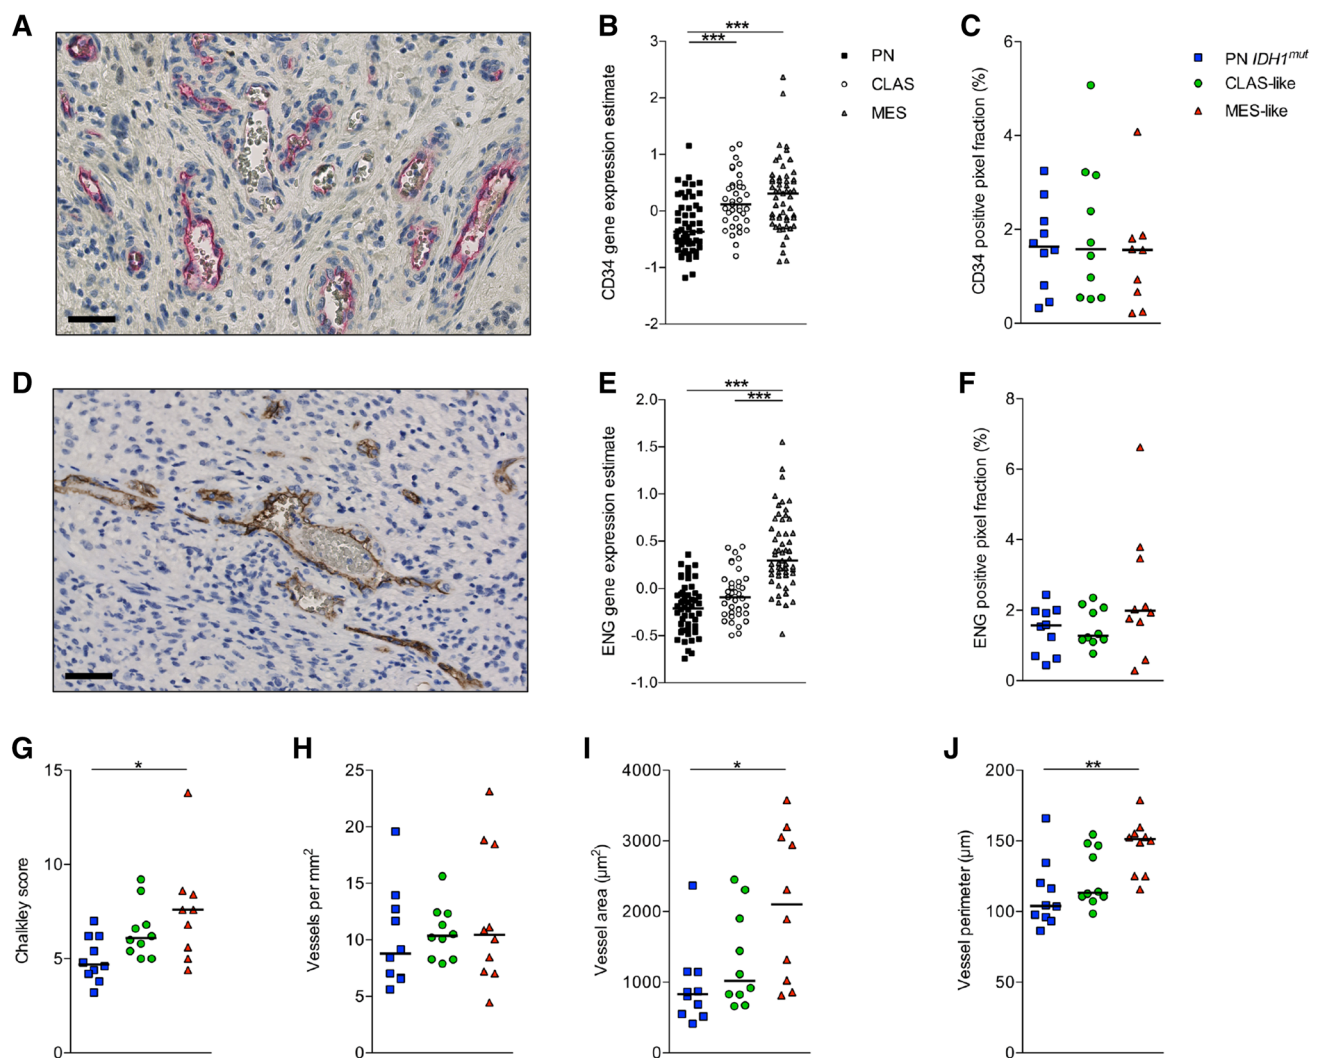 A
B
CD34 gene expression estimate
3
2
1
0
-1
-2
***
***
PN
CLAS
MES
C
CD34 positive pixel fraction (%)
6
4
2
0
PN IDH1mut
CLAS-like
MES-like
D
E
ENG gene expression estimate
2.0
1.5
1.0
0.5
0.0
-0.5
-1.0
***
***
F
ENG positive pixel fraction (%)
8
6
4
2
0
G
Chalkley score
15
10
5
0
*
H
Vessels per mm2
25
20
15
10
5
0
I
Vessel area (µm2)
4000
3000
2000
1000
0
*
J
Vessel perimeter (µm)
200
150
100
50
0
**